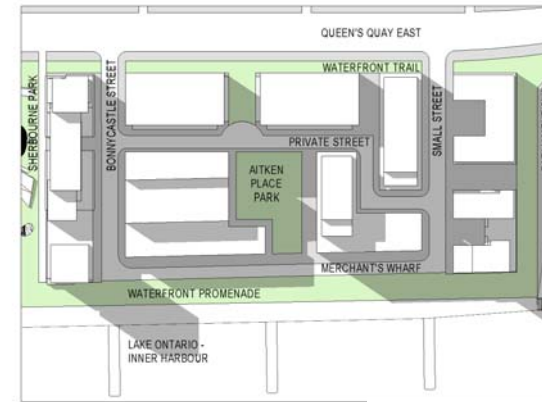 QUEEN'S QUAY EAST
WATERFRONT TRAIL
SHERBOURNE PARK
BONNYCASTLE STREET
SMALL STREET
PRIVATE STREET
AITKEN
PLACE
PARK
MERCHANT'S WHARF
WATERFRONT PROMENADE
LAKE ONTARIO -
INNER HARBOUR